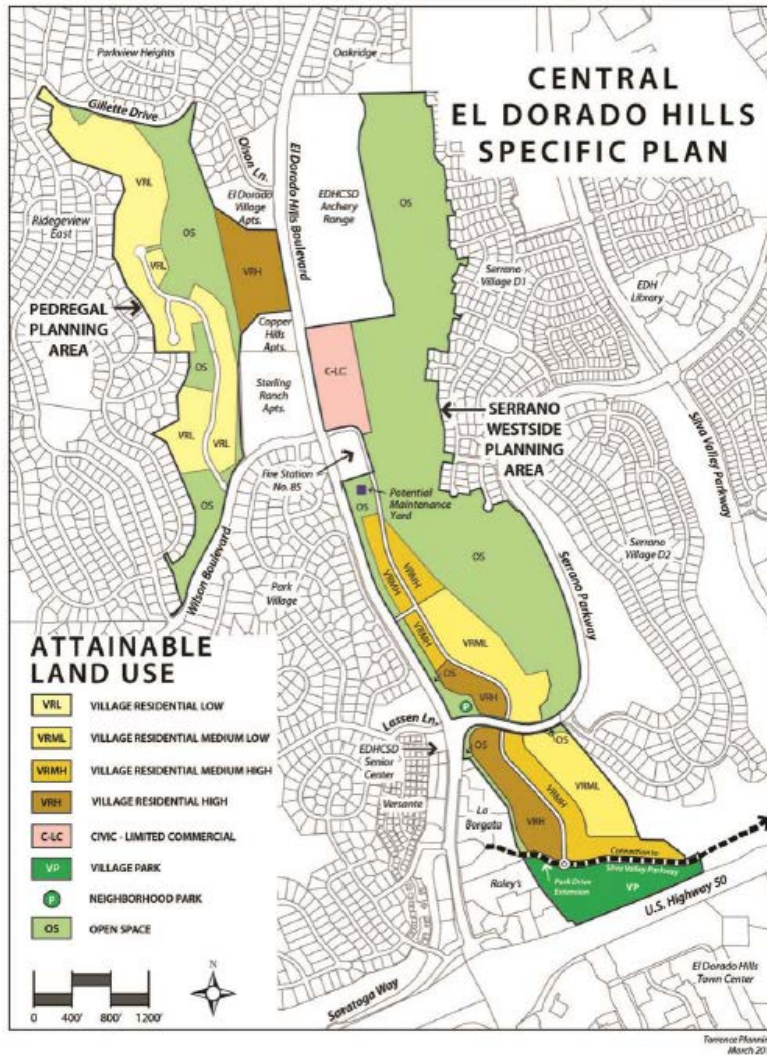 CENTRAL
EL DORADO HILLS
SPECIFIC PLAN
Parkview Heights
Oakridge
Gillette Drive
Olson Ln.
El Dorado Hills Boulevard
VRL
OS
El Dorado
Village
Apts.
EDHCSD
Archery
Range
OS
Ridgeview
East
VRL
VRH
Serrano
Village D1
EDH
Library
PEDREGAL
PLANNING
AREA
Copper
Hills
Apts.
OS
C-LC
Sterling
Ranch
Apts.
SERRANO
WESTSIDE
PLANNING
AREA
Silva Valley Parkway
VRL
VRL
Fire Station
No. 85
Potential
Maintenance
Yard
OS
OS
OS
Wilson Boulevard
Park
Village
VRMH
VRMH
Serrano Parkway
Serrano
Village D2
VRMH
VRML
OS
VRH
P
Lassen Ln.
EDHCSD
Senior
Center
Versante
OS
OS
VRML
VRMH
La
Borgata
VRH
Connection to
Silva Valley Parkway
Park Drive
Extension
Raley's
VP
U.S. Highway 50
El Dorado Hills
Town Center
Saratoga Way
ATTAINABLE
LAND USE
VRL VILLAGE RESIDENTIAL LOW
VRML VILLAGE RESIDENTIAL MEDIUM LOW
VRMH VILLAGE RESIDENTIAL MEDIUM HIGH
VRH VILLAGE RESIDENTIAL HIGH
C-LC CIVIC - LIMITED COMMERCIAL
VP VILLAGE PARK
P NEIGHBORHOOD PARK
OS OPEN SPACE
N
0 400' 800' 1200'
Torrence Plannin
March 201